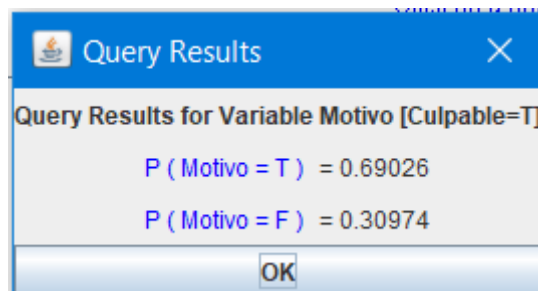 Query Results
Query Results for Variable Motivo [Culpable=T]
P ( Motivo = T ) = 0.69026
P ( Motivo = F ) = 0.30974
OK